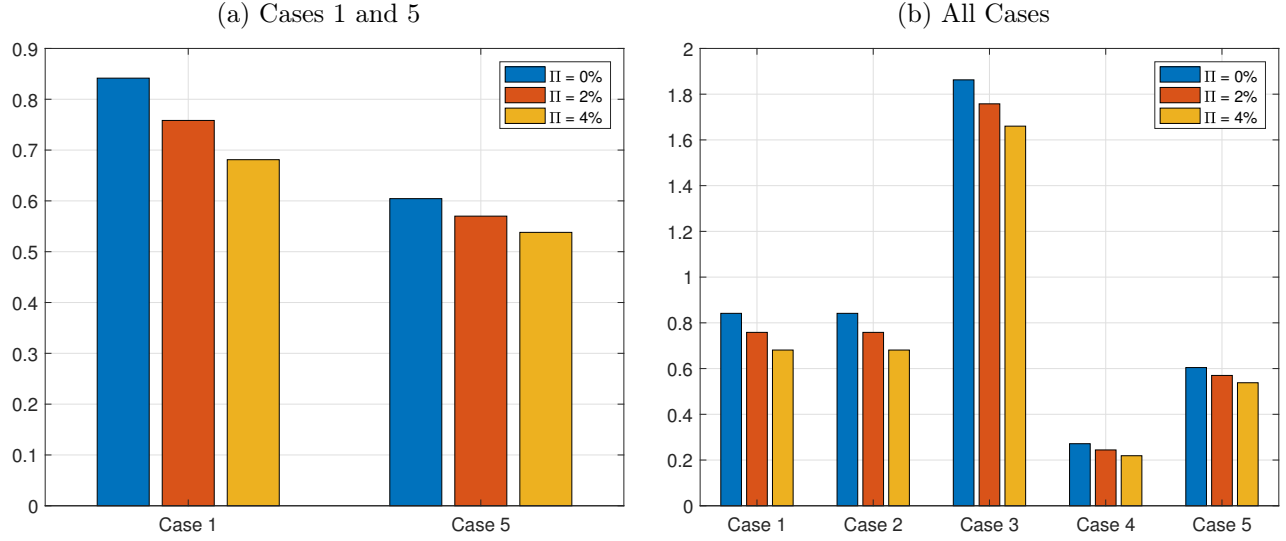 (a) Cases 1 and 5
0.9
0.8
0.7
0.6
0.5
0.4
0.3
0.2
0.1
0
Π = 0%
Π = 2%
Π = 4%
Case 1
Case 5
(b) All Cases
2
1.8
1.6
1.4
1.2
1
0.8
0.6
0.4
0.2
0
Π = 0%
Π = 2%
Π = 4%
Case 1
Case 2
Case 3
Case 4
Case 5